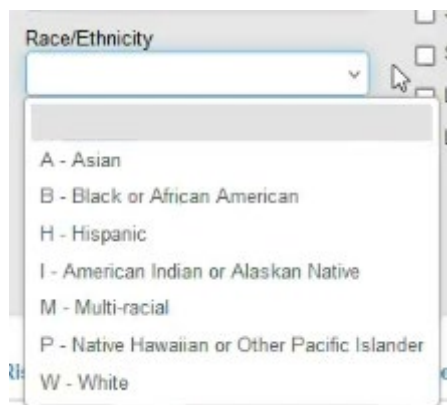 Race/Ethnicity
A - Asian
B - Black or African American
H - Hispanic
I - American Indian or Alaskan Native
M - Multi-racial
P - Native Hawaiian or Other Pacific Islander
W - White